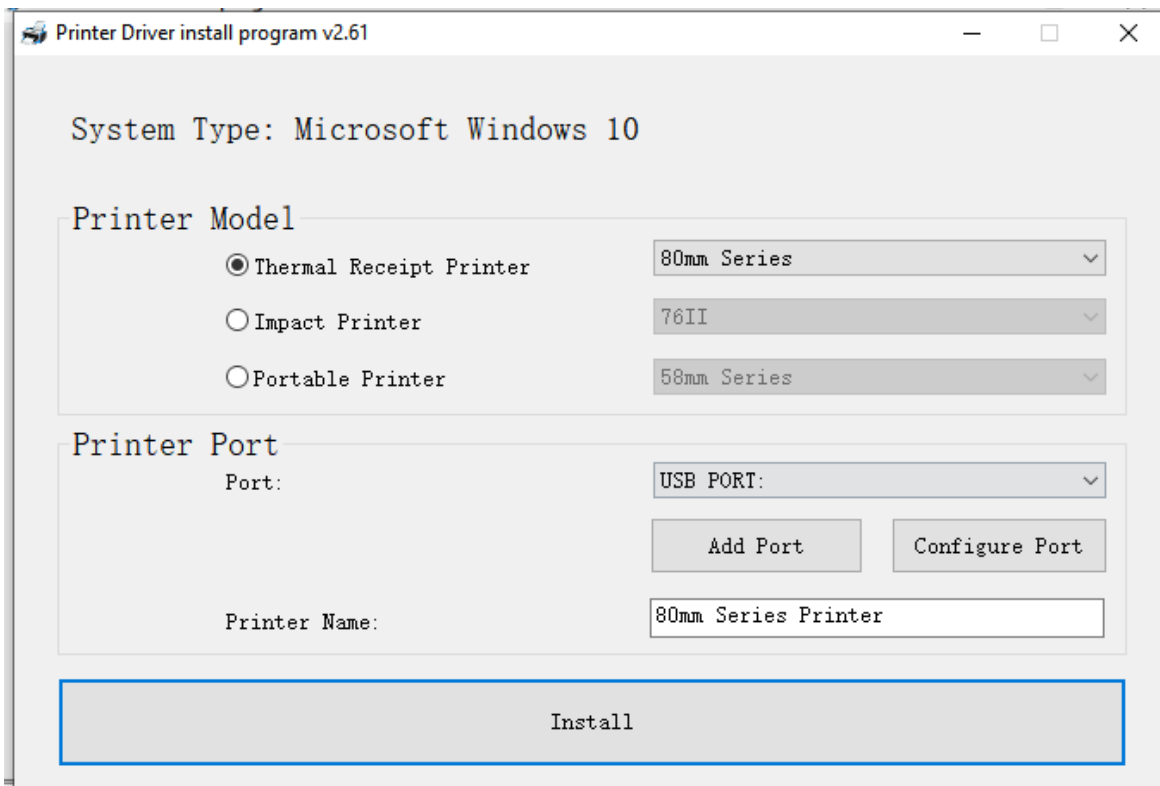 Printer Driver install program v2.61
System Type: Microsoft Windows 10
Printer Model
Thermal Receipt Printer
80mm Series
Impact Printer
76II
Portable Printer
58mm Series
Printer Port
Port:
USB PORT:
Add Port
Configure Port
Printer Name:
80mm Series Printer
Install